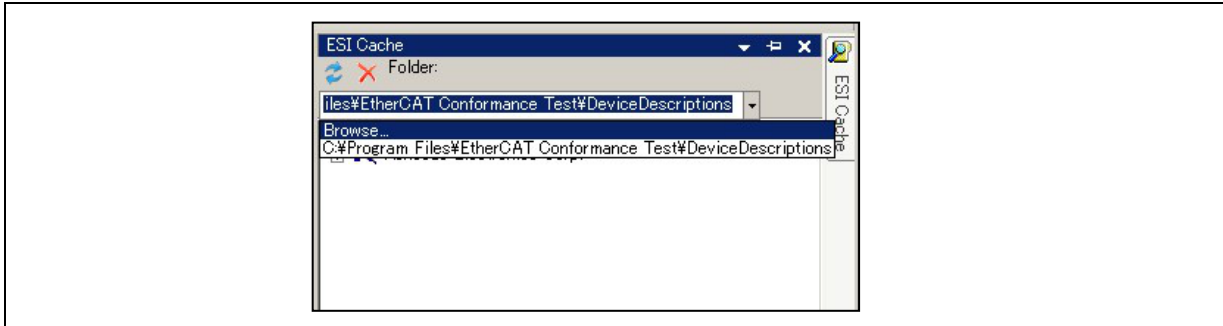 ESI Cache
Folder:
iles¥EtherCAT Conformance Test¥DeviceDescriptions
Browse...
C:¥Program Files¥EtherCAT Conformance Test¥DeviceDescriptions
ESI Cache